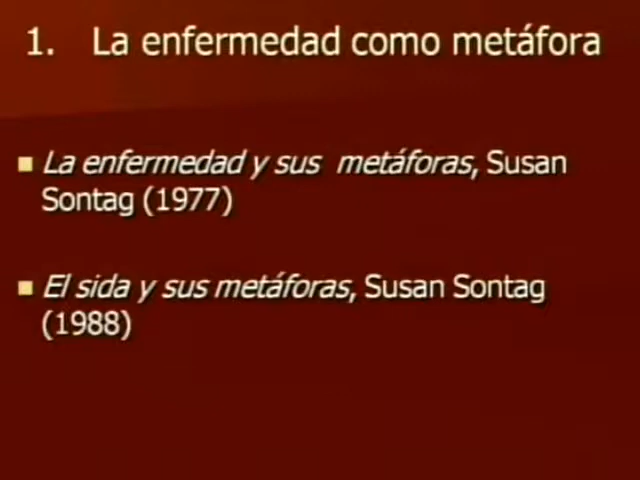 1. La enfermedad como metáfora
La enfermedad y sus metáforas, Susan
Sontag (1977)
El sida y sus metáforas, Susan Sontag
(1988)